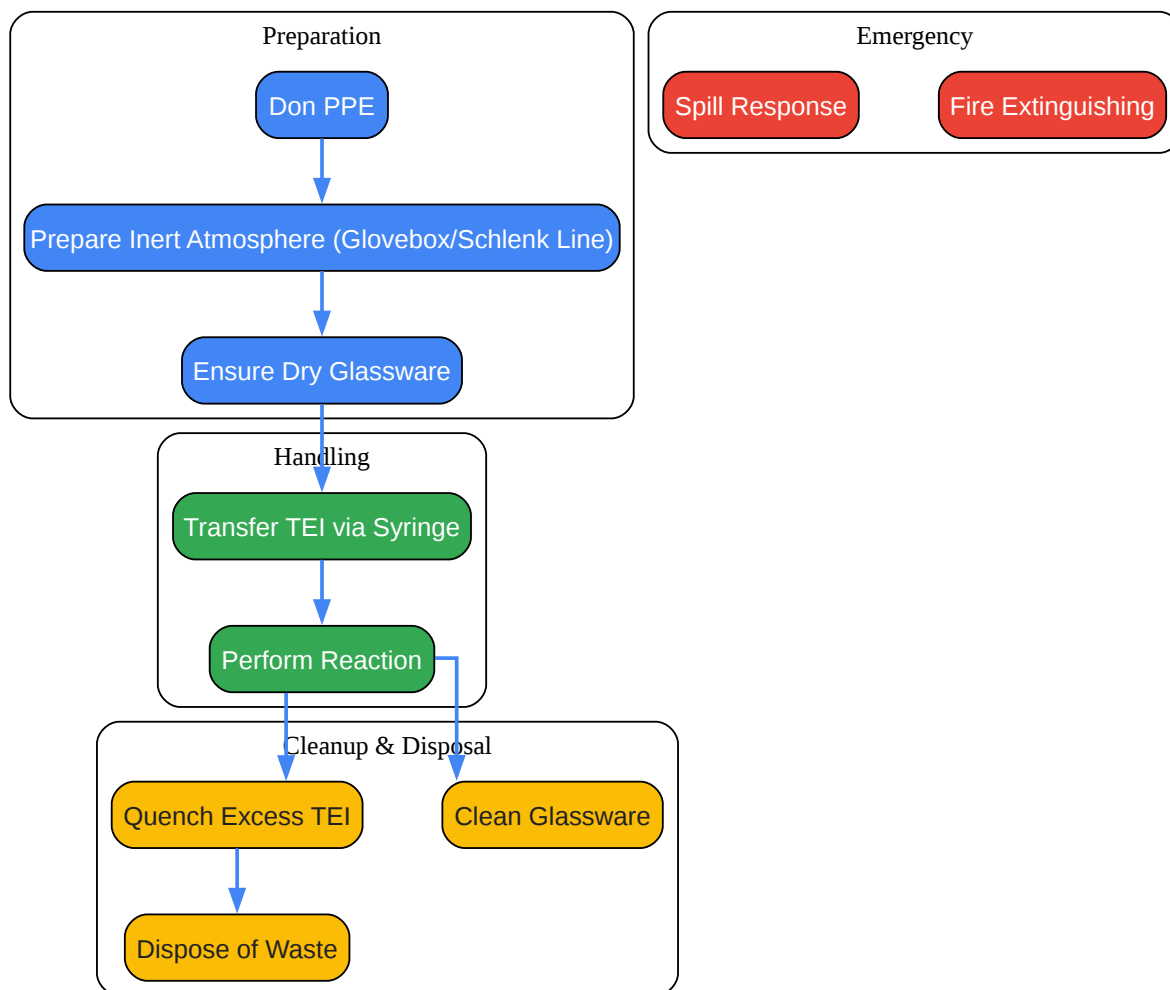 Preparation
Don PPE
Prepare Inert Atmosphere (Glovebox/Schlenk Line)
Ensure Dry Glassware
Emergency
Spill Response
Fire Extinguishing
Handling
Transfer TEI via Syringe
Perform Reaction
Cleanup & Disposal
Quench Excess TEI
Clean Glassware
Dispose of Waste